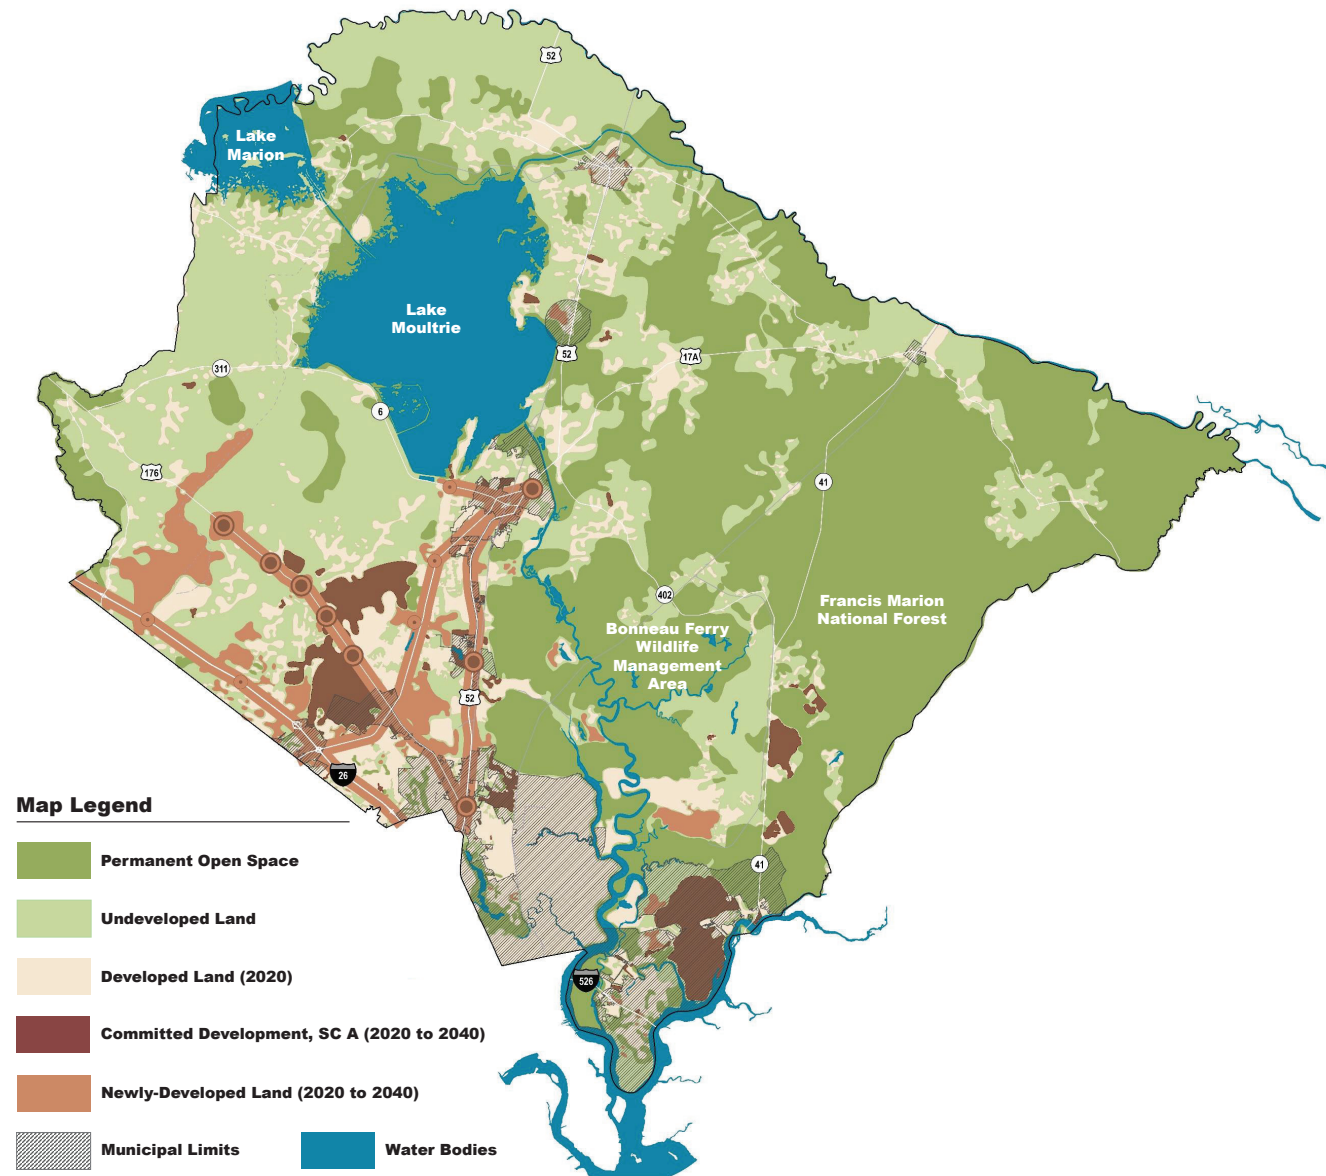 52
Lake
Marion
Lake
Moultrie
52
17A
311
6
176
41
402
Francis Marion
National Forest
Bonneau Ferry
Wildlife
Management
Area
52
26
41
526
Map Legend
Permanent Open Space
Undeveloped Land
Developed Land (2020)
Committed Development, SC A (2020 to 2040)
Newly-Developed Land (2020 to 2040)
Municipal Limits
Water Bodies